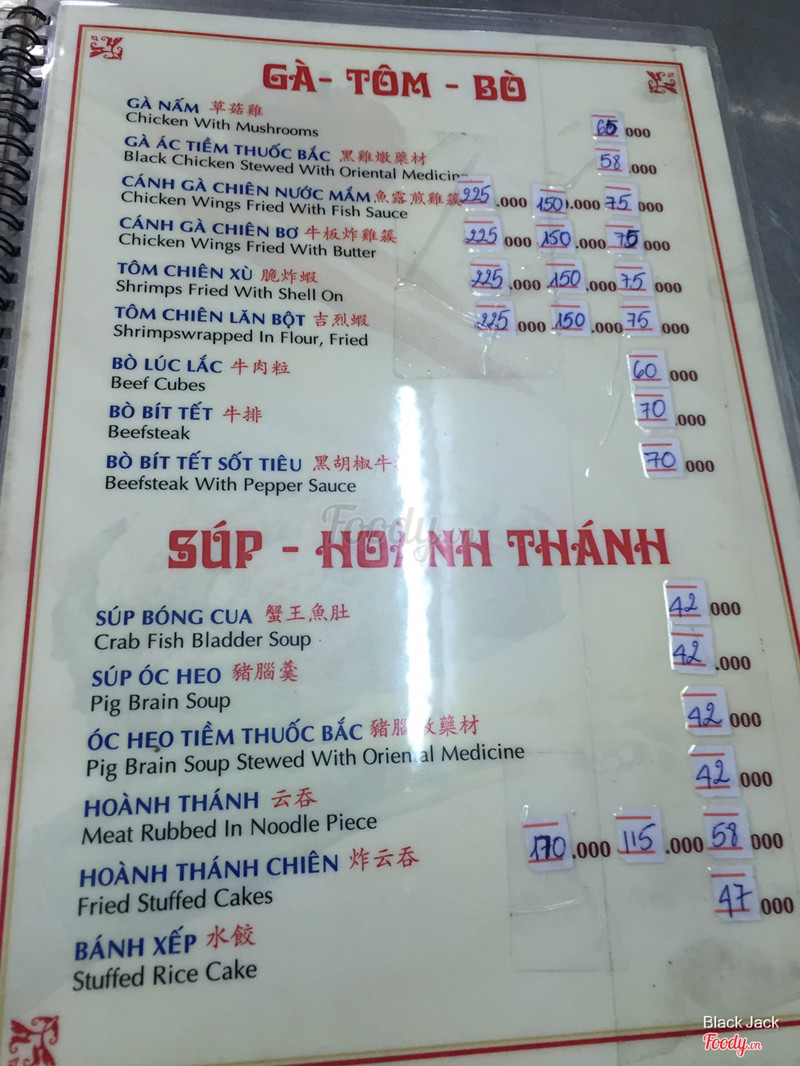 GÀ- TÔM - BÒ
GÀ NẤM 草菇雞 65 000
Chicken With Mushrooms
GÀ ÁC TIỀM THUỐC BẮC 黑雞燉藥材 58 .000
Black Chicken Stewed With Oriental Medicine
CÁNH GÀ CHIÊN NƯỚC MẮM 魚露煎雞 225 .000 150 .000 75 000
Chicken Wings Fried With Fish Sauce
CÁNH GÀ CHIÊN BƠ 牛板炸雞 225 000 150 .000 75 000
Chicken Wings Fried With Butter
TÔM CHIÊN XÙ 脆炸蝦 225 .000 150 .000 75 000
Shrimps Fried With Shell On
TÔM CHIÊN LĂN BỘT 吉烈蝦 225 000 150 .000 75 000
Shrimpswrapped In Flour, Fried
BÒ LÚC LẮC 牛肉粒 60 000
Beef Cubes
BÒ BÍT TẾT 牛排 70 .000
Beefsteak
BÒ BÍT TẾT SỐT TIÊU 黑胡椒牛 70 000
Beefsteak With Pepper Sauce
Foody.vn
SÚP - HOÀNH THÁNH
SÚP BÓNG CUA 蟹王魚肚 42 000
Crab Fish Bladder Soup
SÚP ÓC HEO 豬腦羹 42 .000
Pig Brain Soup
ÓC HEO TIỀM THUỐC BẮC 豬腦燉藥材 42 000
Pig Brain Soup Stewed With Oriental Medicine
HOÀNH THÁNH 云吞 42 000
Meat Rubbed In Noodle Piece
HOÀNH THÁNH CHIÊN 炸云吞 170 .000 115 .000 58 000
Fried Stuffed Cakes
BÁNH XẾP 水餃 47 000
Stuffed Rice Cake
Black Jack
Foody.vn